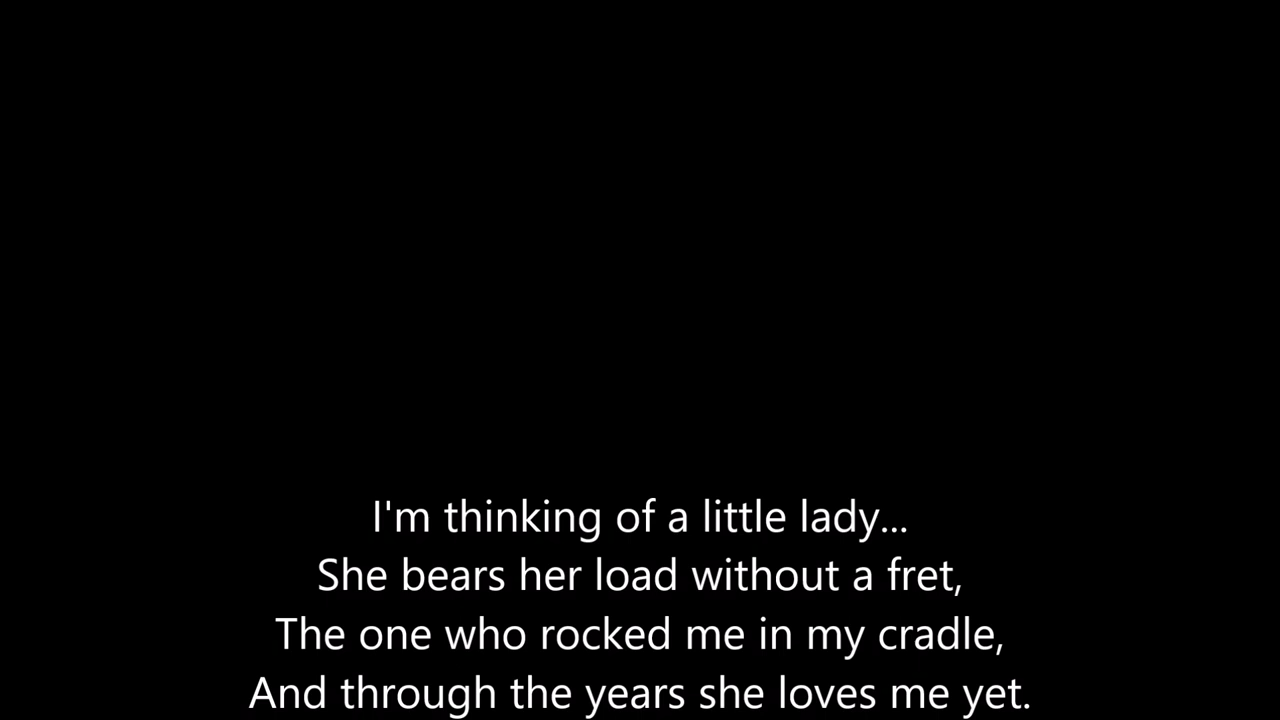 I'm thinking of a little lady...
She bears her load without a fret,
The one who rocked me in my cradle,
And through the years she loves me yet.